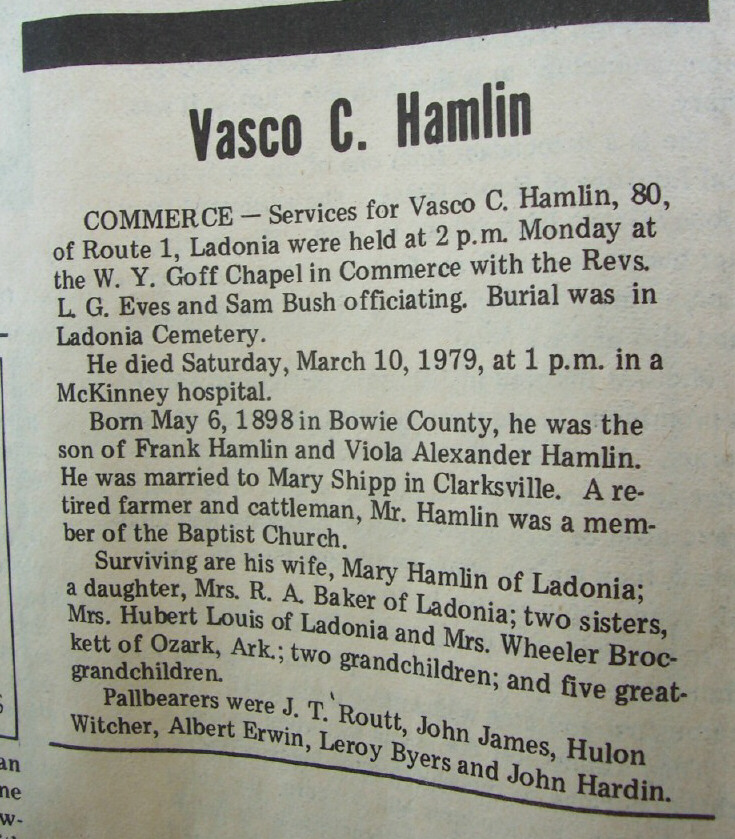 Vasco C. Hamlin
COMMERCE — Services for Vasco C. Hamlin, 80,
of Route 1, Ladonia were held at 2 p.m. Monday at
the W. Y. Goff Chapel in Commerce with the Revs.
L. G. Eves and Sam Bush officiating. Burial was in
Ladonia Cemetery.
He died Saturday, March 10, 1979, at 1 p.m. in a
McKinney hospital.
Born May 6, 1898 in Bowie County, he was the
son of Frank Hamlin and Viola Alexander Hamlin.
He was married to Mary Shipp in Clarksville. A re-
tired farmer and cattleman, Mr. Hamlin was a mem-
ber of the Baptist Church.
Surviving are his wife, Mary Hamlin of Ladonia;
a daughter, Mrs. R. A. Baker of Ladonia; two sisters,
Mrs. Hubert Louis of Ladonia and Mrs. Wheeler Broc-
kett of Ozark, Ark.; two grandchildren; and five great-
grandchildren.
Pallbearers were J. T. Routt, John James, Hulon
Witcher, Albert Erwin, Leroy Byers and John Hardin.